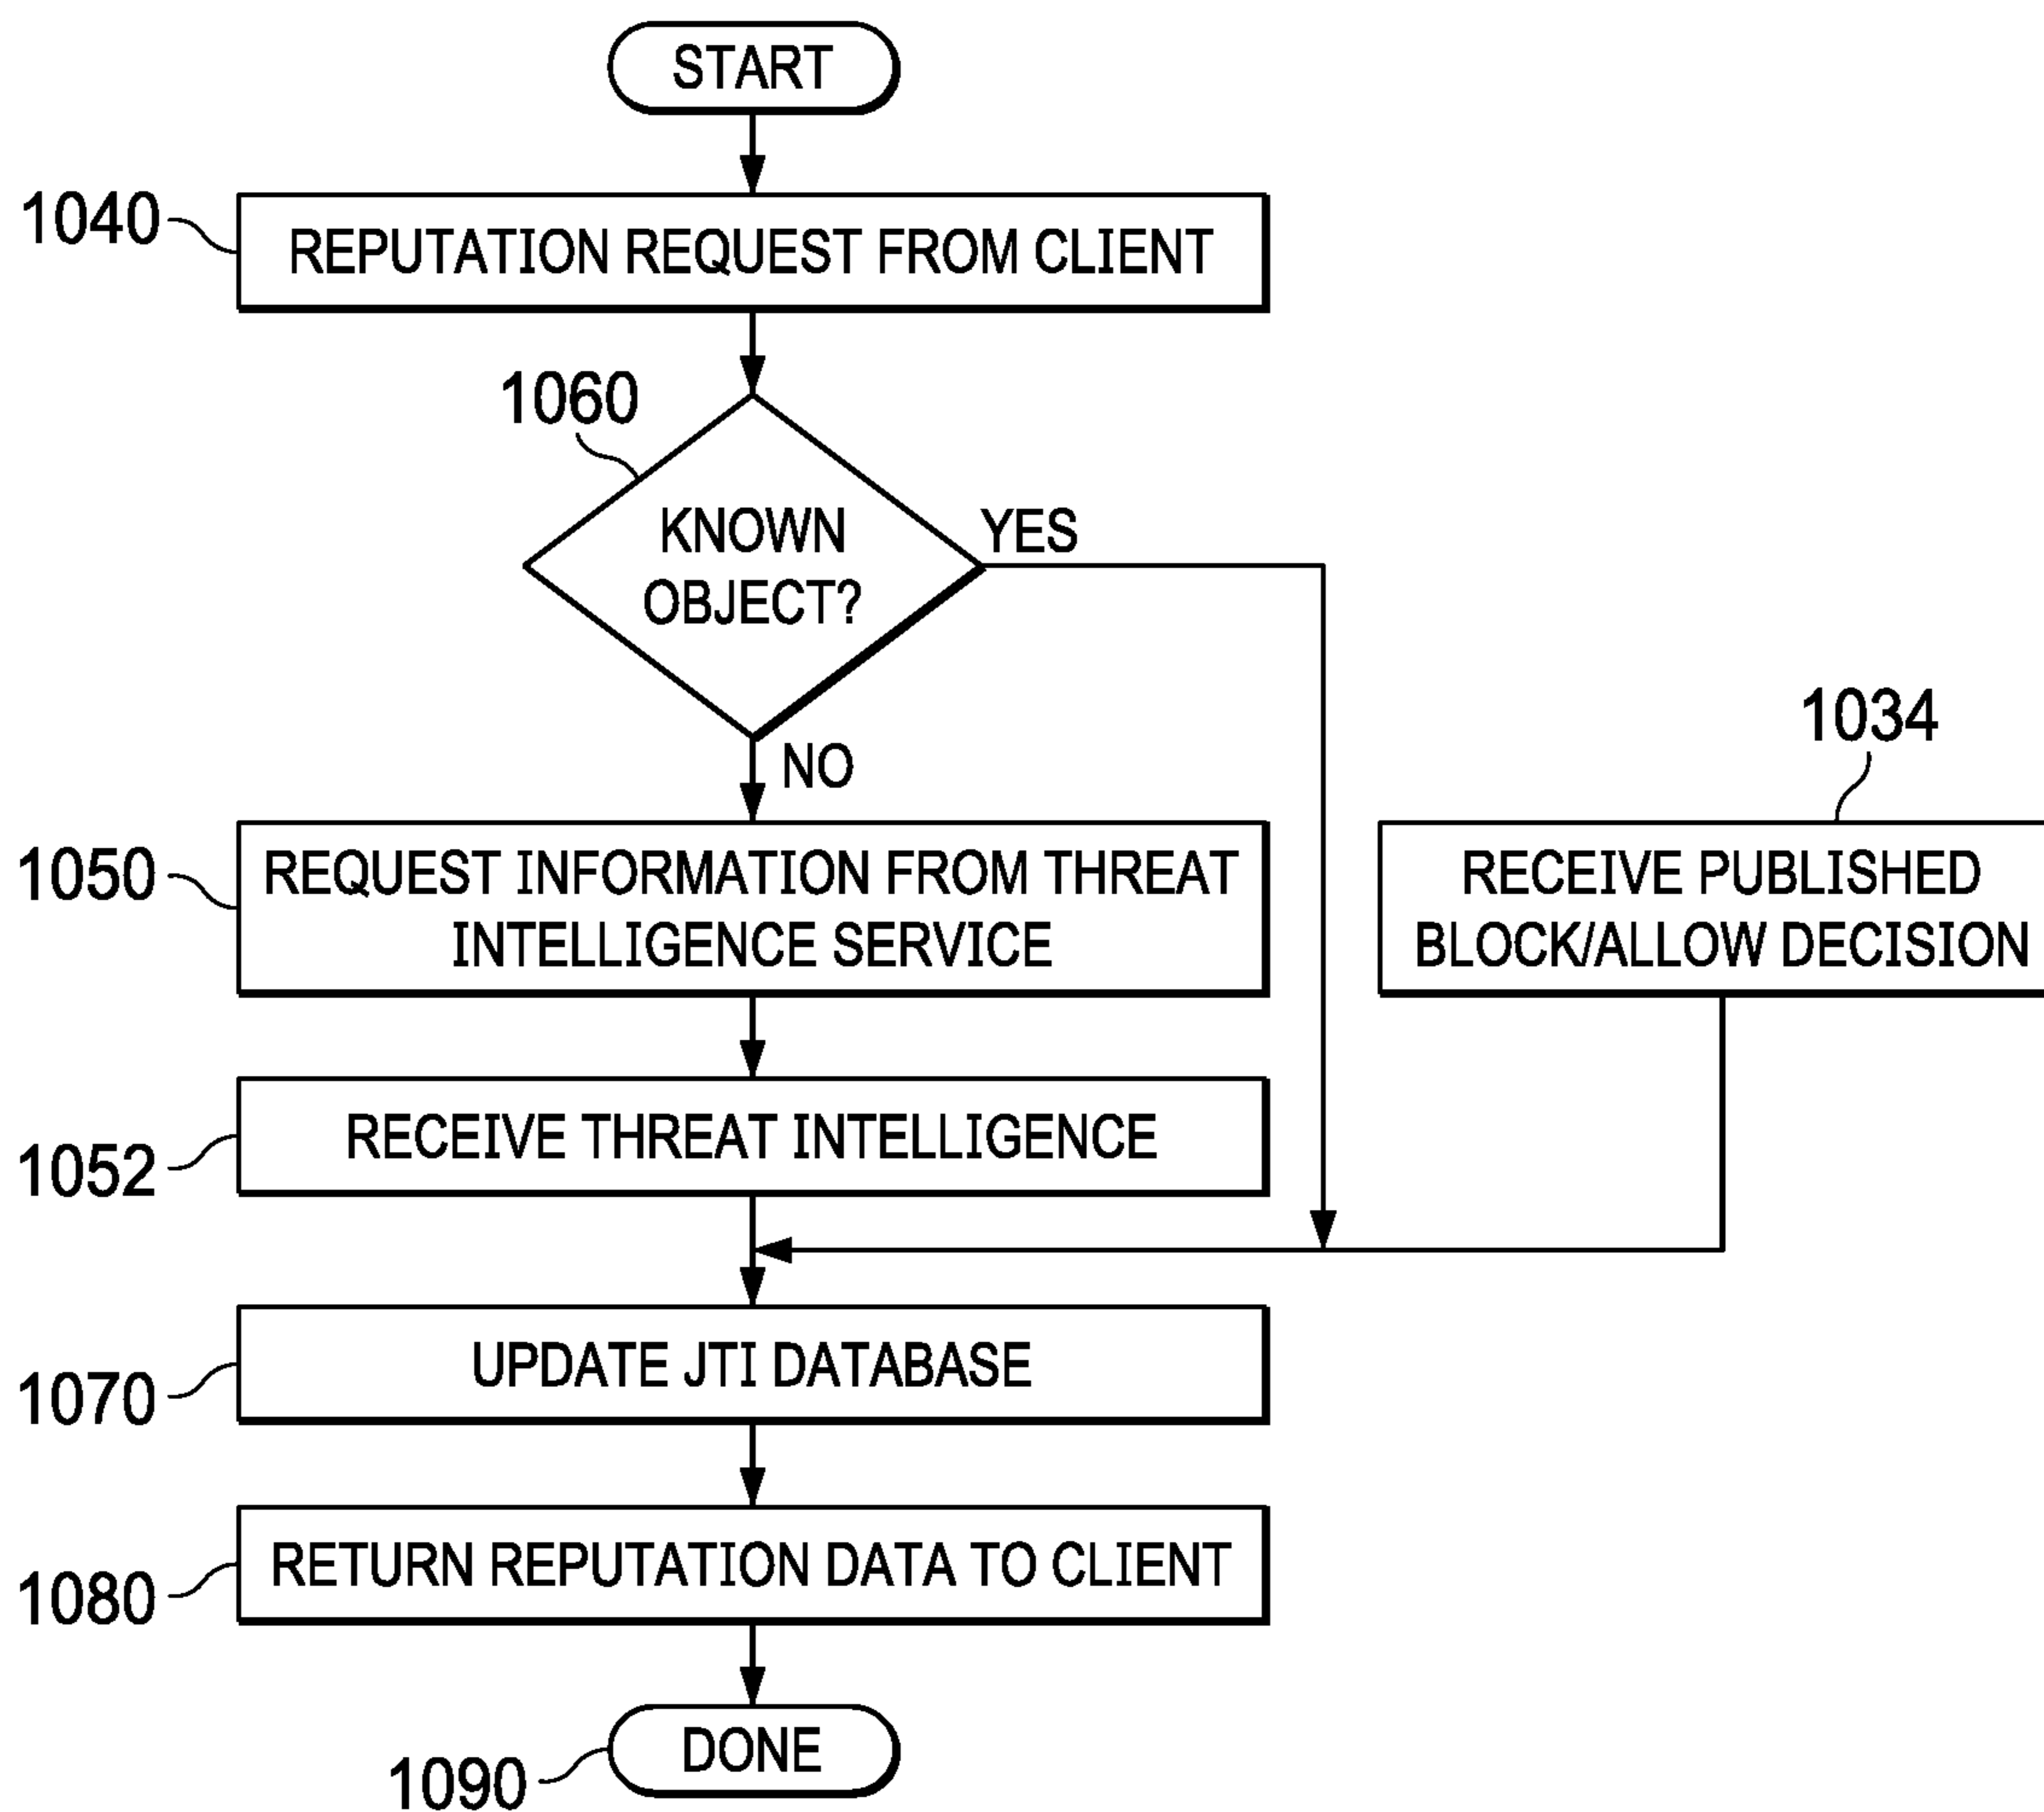 START
1040
REPUTATION REQUEST FROM CLIENT
1060
KNOWN
OBJECT?
YES
NO
1034
1050
REQUEST INFORMATION FROM THREAT
INTELLIGENCE SERVICE
RECEIVE PUBLISHED
BLOCK/ALLOW DECISION
1052
RECEIVE THREAT INTELLIGENCE
1070
UPDATE JTI DATABASE
1080
RETURN REPUTATION DATA TO CLIENT
1090
DONE